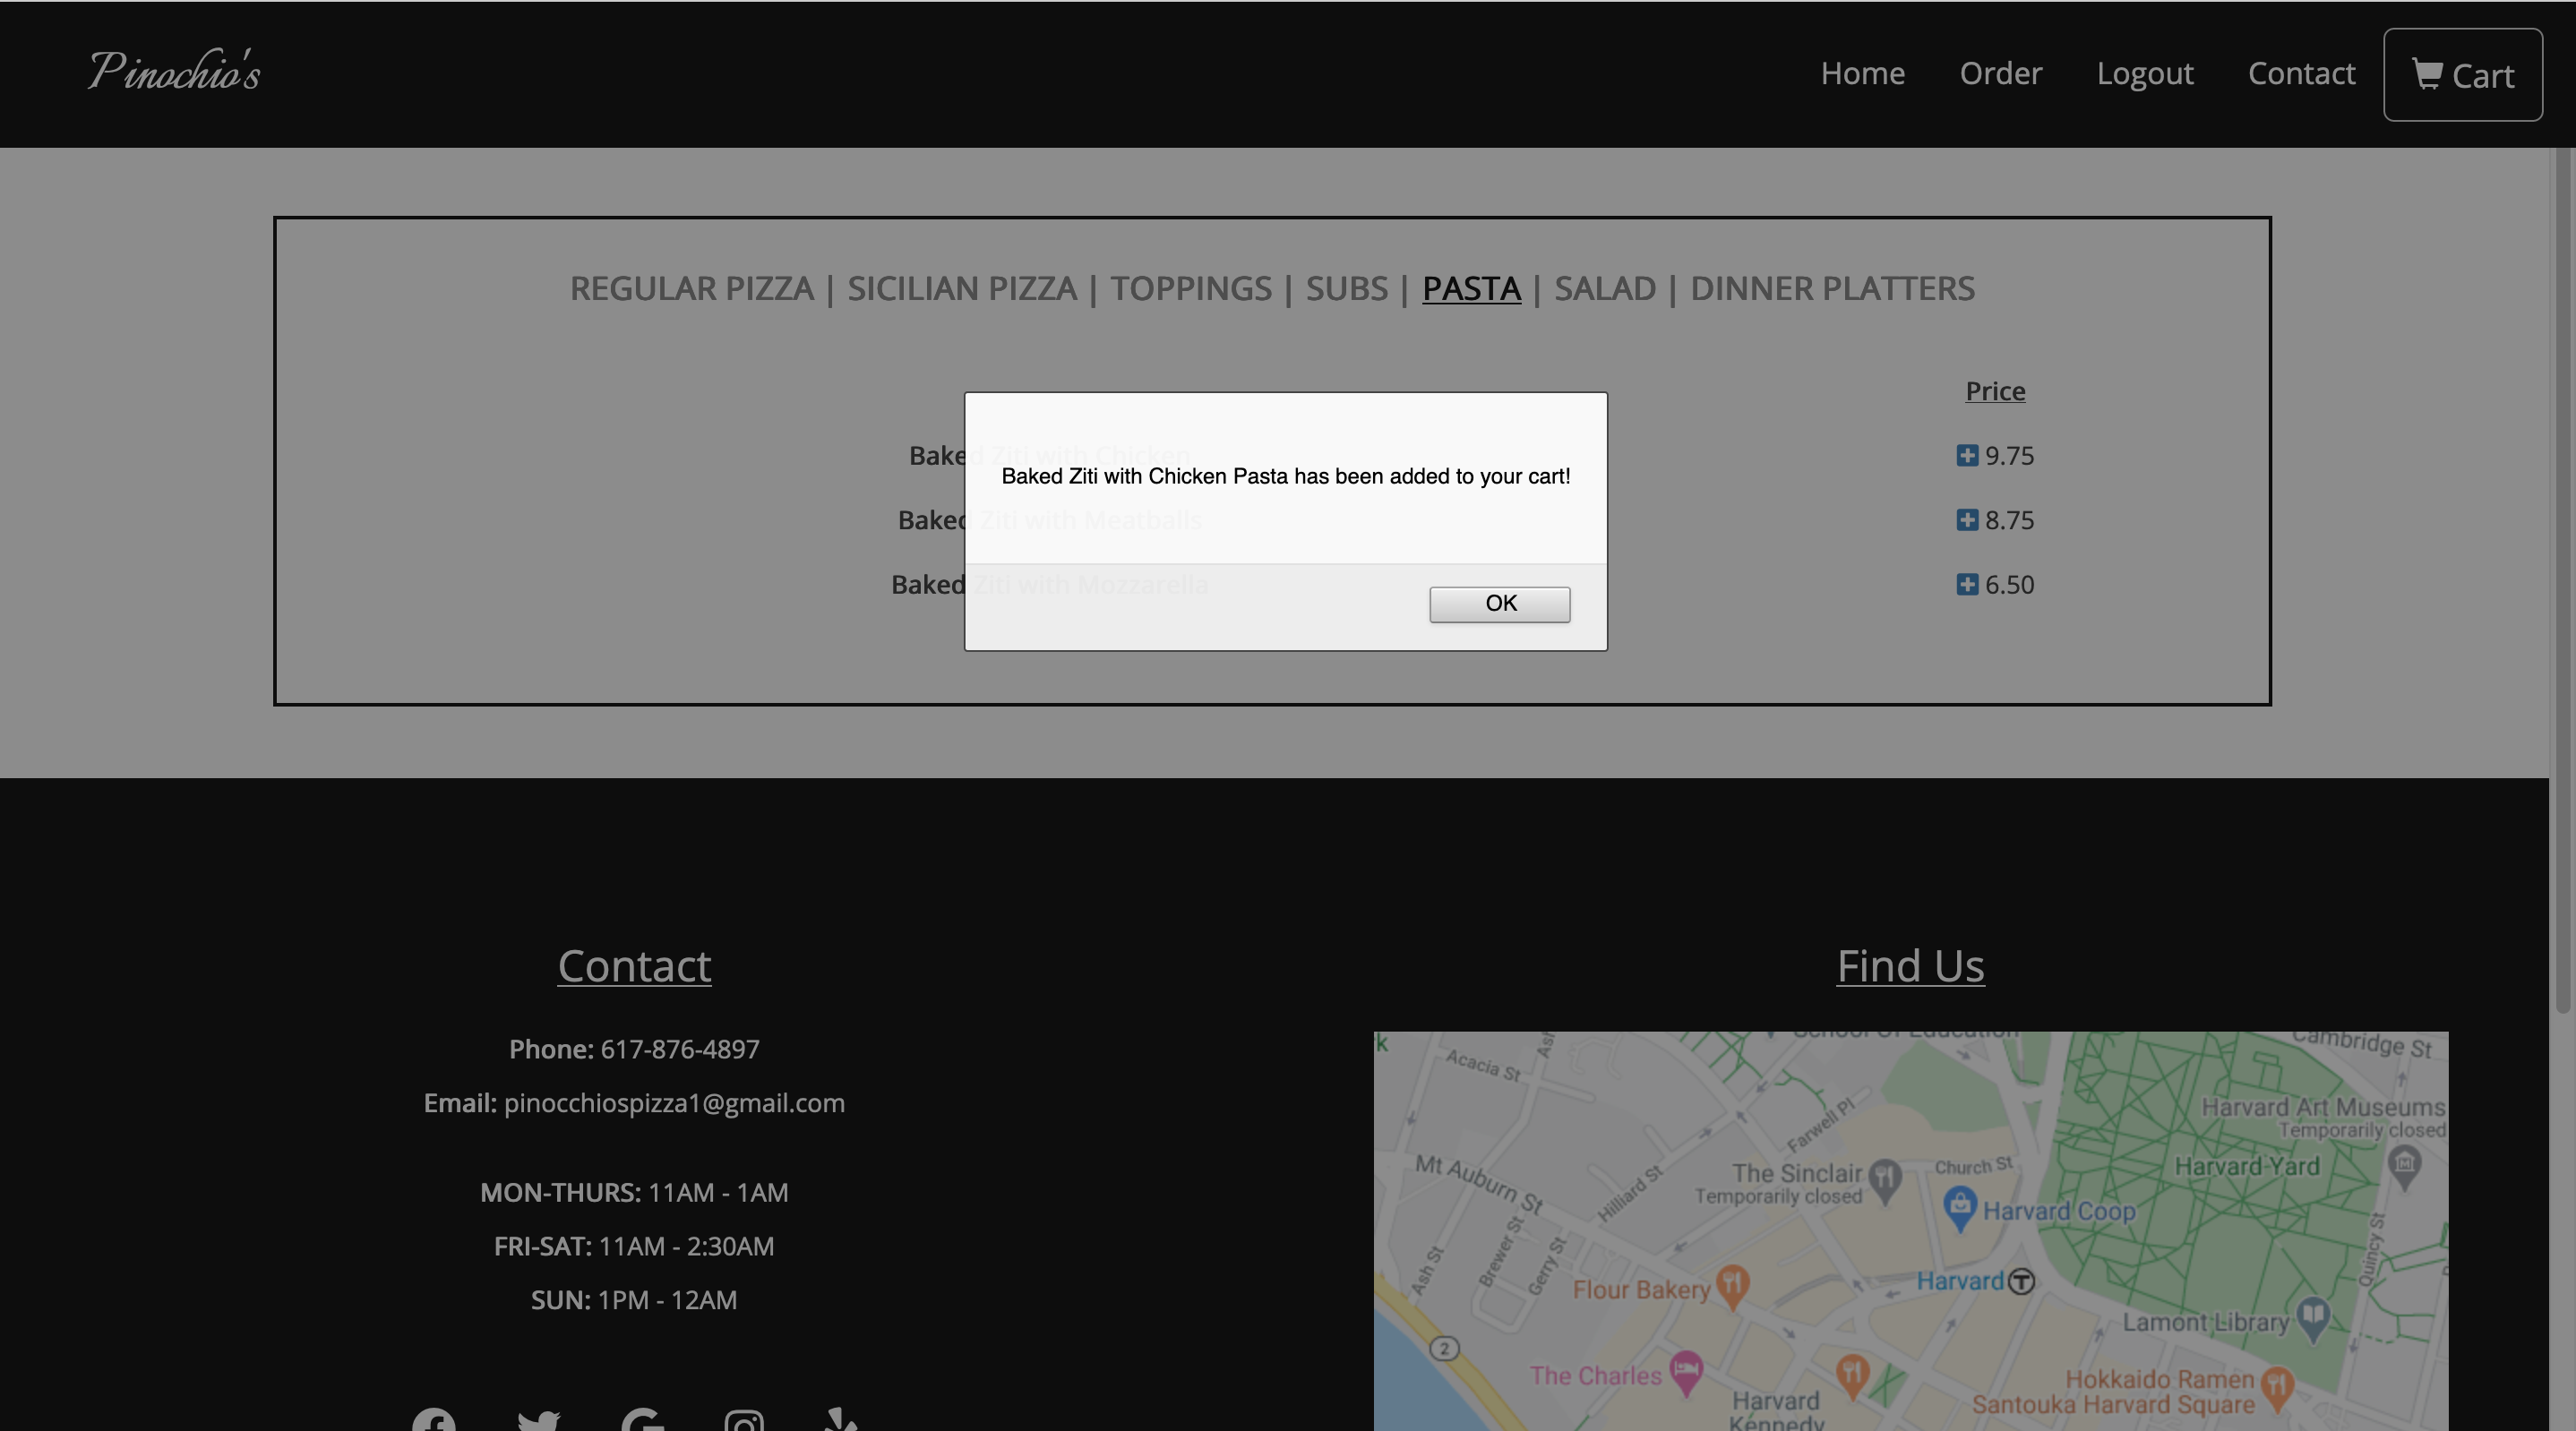 Pinochio's
Home Order Logout Contact Cart
REGULAR PIZZA | SICILIAN PIZZA | TOPPINGS | SUBS | PASTA | SALAD | DINNER PLATTERS
Price
Baked Ziti with Chicken 9.75
Baked Ziti with Meatballs 8.75
Baked Ziti with Mozzarella 6.50
Baked Ziti with Chicken Pasta has been added to your cart!
OK
Contact
Phone: 617-876-4897
Email: pinocchiospizza1@gmail.com
MON-THURS: 11AM - 1AM
FRI-SAT: 11AM - 2:30AM
SUN: 1PM - 12AM
Find Us
School Of Education
Cambridge St
k
Acacia St
Ash
Harvard Art Museums
Temporarily closed
Farwell Pl
Mt Auburn St
Hilliard St
The Sinclair
Temporarily closed
Church St
Harvard Yard
Harvard Coop
Brewer St
Gerry St
Ash St
Quincy St
Flour Bakery
Harvard T
Lamont Library
2
The Charles
Harvard
Kennedy
Hokkaido Ramen
Santouka Harvard Square